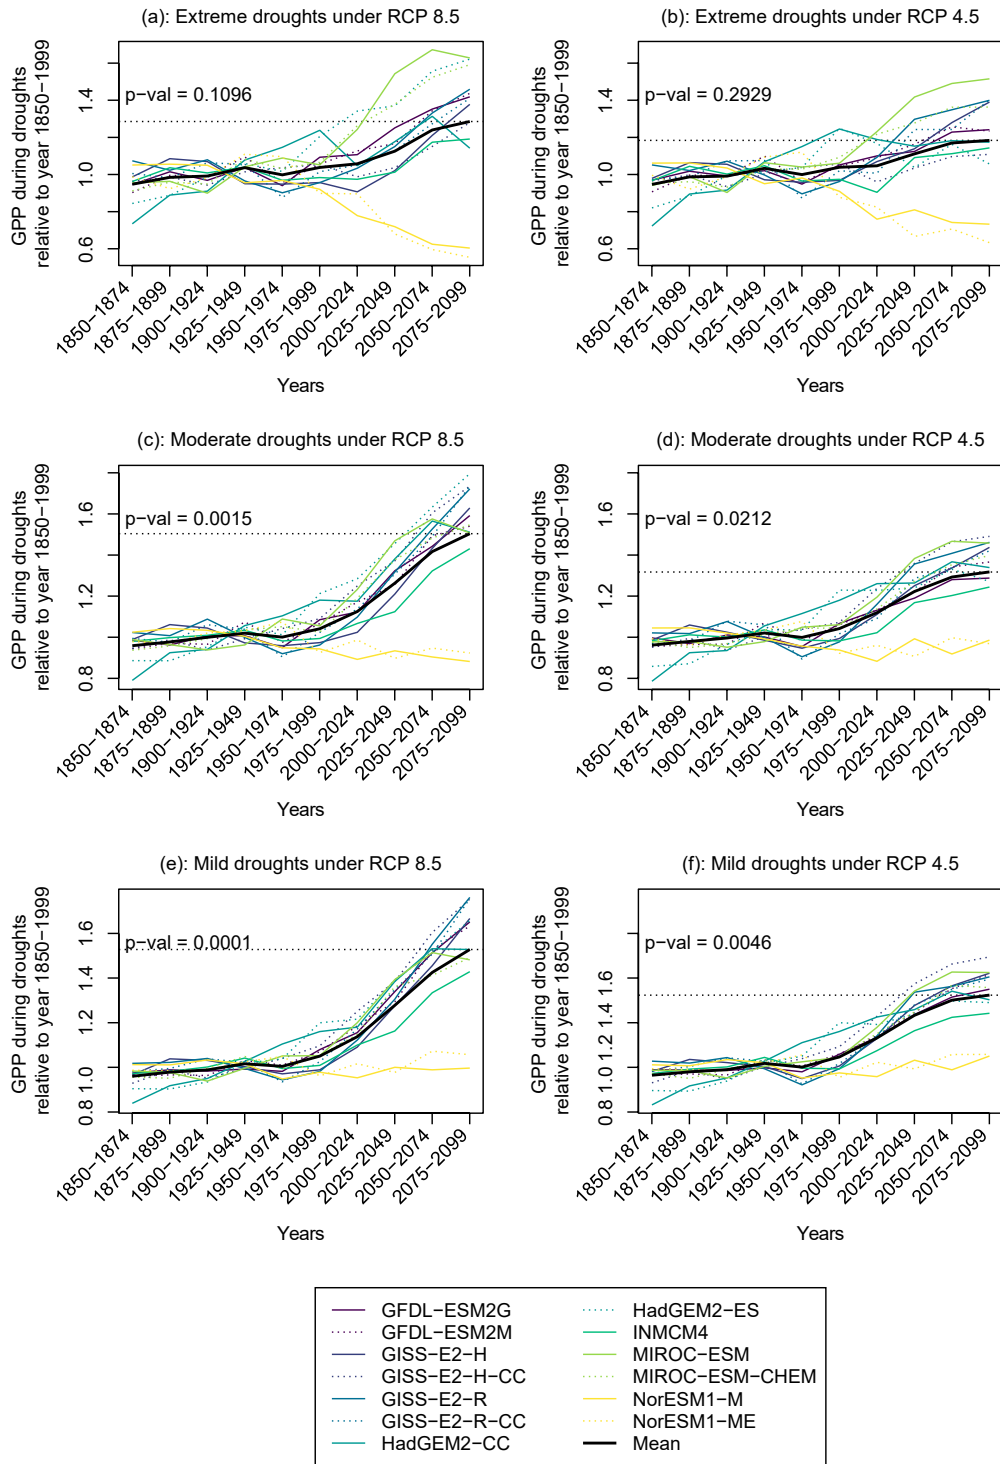 (a): Extreme droughts under RCP 8.5
GPP during droughts
relative to year 1850−1999
0.6 1.0 1.4
p−val = 0.1096
1850−1874
1875−1899
1900−1924
1925−1949
1950−1974
1975−1999
2000−2024
2025−2049
2050−2074
2075−2099
Years
(b): Extreme droughts under RCP 4.5
GPP during droughts
relative to year 1850−1999
0.6 1.0 1.4
p−val = 0.2929
1850−1874
1875−1899
1900−1924
1925−1949
1950−1974
1975−1999
2000−2024
2025−2049
2050−2074
2075−2099
Years
(c): Moderate droughts under RCP 8.5
GPP during droughts
relative to year 1850−1999
0.8 1.2 1.6
p−val = 0.0015
1850−1874
1875−1899
1900−1924
1925−1949
1950−1974
1975−1999
2000−2024
2025−2049
2050−2074
2075−2099
Years
(d): Moderate droughts under RCP 4.5
GPP during droughts
relative to year 1850−1999
0.8 1.2 1.6
p−val = 0.0212
1850−1874
1875−1899
1900−1924
1925−1949
1950−1974
1975−1999
2000−2024
2025−2049
2050−2074
2075−2099
Years
(e): Mild droughts under RCP 8.5
GPP during droughts
relative to year 1850−1999
0.8 1.0 1.2 1.4 1.6
p−val = 0.0001
1850−1874
1875−1899
1900−1924
1925−1949
1950−1974
1975−1999
2000−2024
2025−2049
2050−2074
2075−2099
Years
(f): Mild droughts under RCP 4.5
GPP during droughts
relative to year 1850−1999
0.8 1.0 1.2 1.4 1.6
p−val = 0.0046
1850−1874
1875−1899
1900−1924
1925−1949
1950−1974
1975−1999
2000−2024
2025−2049
2050−2074
2075−2099
Years
GFDL−ESM2G
GFDL−ESM2M
GISS−E2−H
GISS−E2−H−CC
GISS−E2−R
GISS−E2−R−CC
HadGEM2−CC
HadGEM2−ES
INMCM4
MIROC−ESM
MIROC−ESM−CHEM
NorESM1−M
NorESM1−ME
Mean